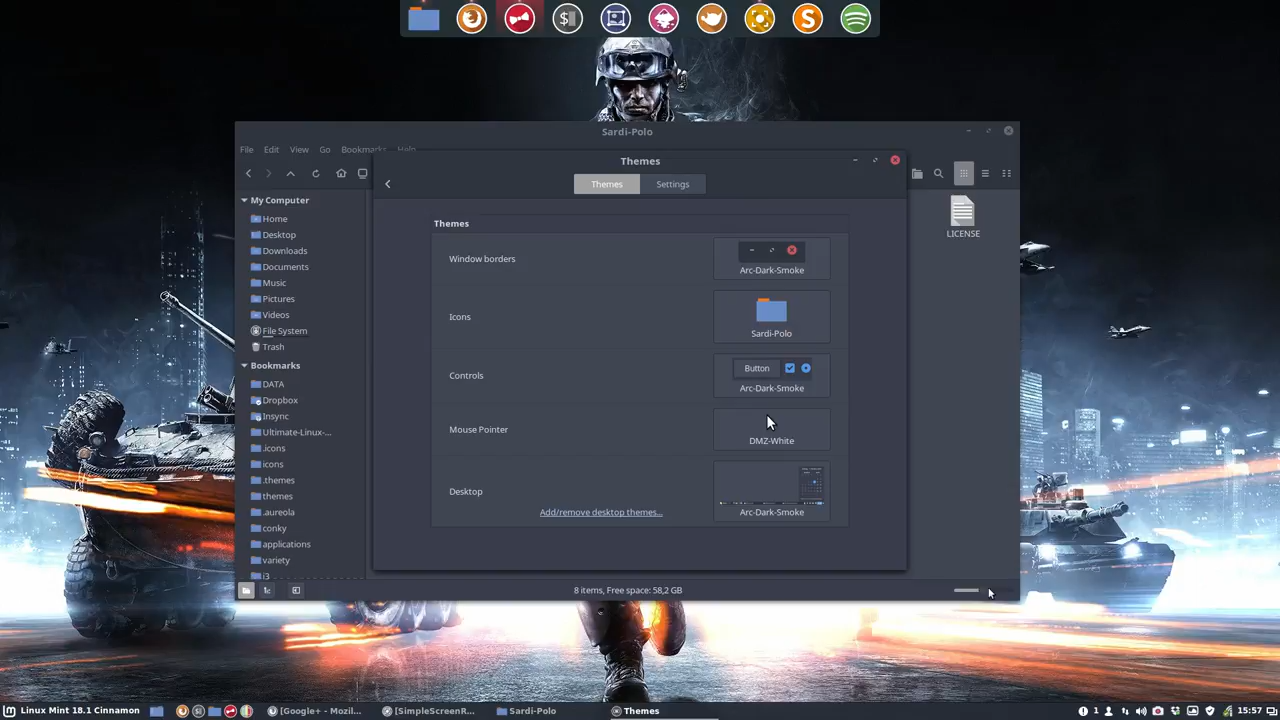 Sardi-Polo
File Edit View Go Bookmarks Help
Themes
Themes Settings
My Computer
Home
Desktop
Downloads
Documents
Music
Pictures
Videos
File System
Trash
Bookmarks
DATA
Dropbox
Insync
Ultimate-Linux-...
.icons
icons
.themes
themes
.aureola
conky
applications
variety
i3
Themes
Window borders
Arc-Dark-Smoke
Icons
Sardi-Polo
Controls
Button
Arc-Dark-Smoke
Mouse Pointer
DMZ-White
Desktop
Add/remove desktop themes...
Arc-Dark-Smoke
LICENSE
8 items, Free space: 58,2 GB
Linux Mint 18.1 Cinnamon
[Google+ - Mozil...
[SimpleScreenR...
Sardi-Polo
Themes
1
15:57